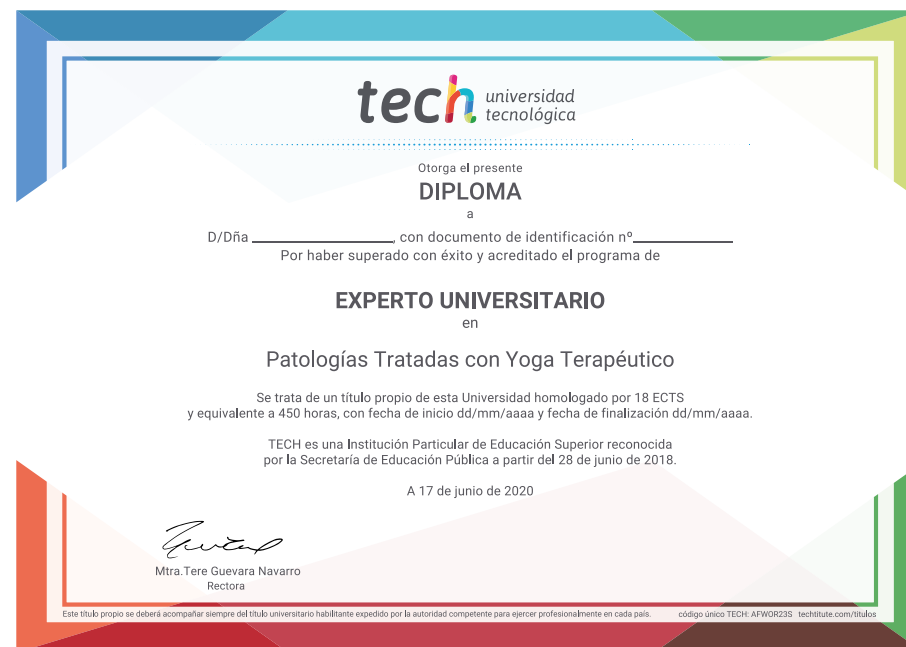 tech universidad
tecnológica
Otorga el presente
DIPLOMA
a
D/Dña ____________________, con documento de identificación nº______________
Por haber superado con éxito y acreditado el programa de
EXPERTO UNIVERSITARIO
en
Patologías Tratadas con Yoga Terapéutico
Se trata de un título propio de esta Universidad homologado por 18 ECTS
y equivalente a 450 horas, con fecha de inicio dd/mm/aaaa y fecha de finalización dd/mm/aaaa.
TECH es una Institución Particular de Educación Superior reconocida
por la Secretaría de Educación Pública a partir del 28 de junio de 2018.
A 17 de junio de 2020
Mtra.Tere Guevara Navarro
Rectora
Este título propio se deberá acompañar siempre del título universitario habilitante expedido por la autoridad competente para ejercer profesionalmente en cada país. código único TECH: AFWOR23S techtitute.com/titulos